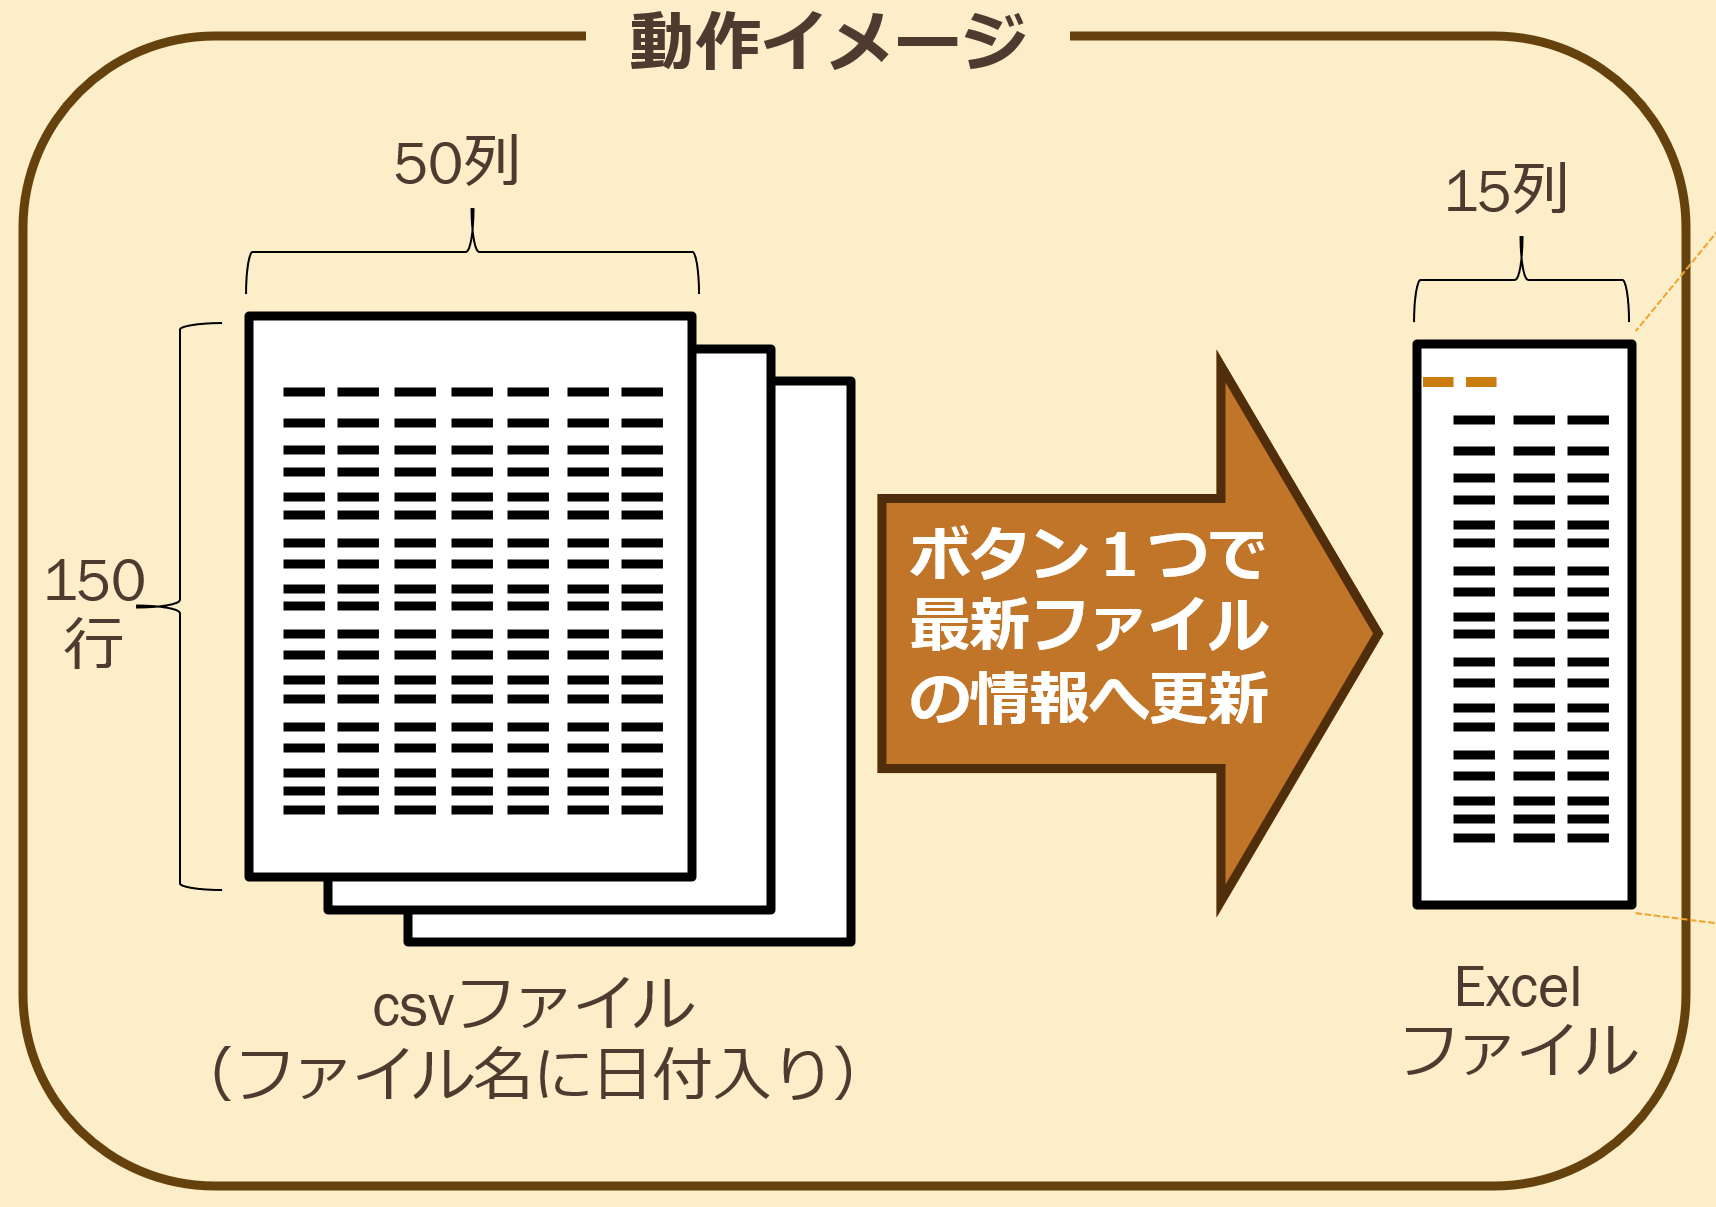 動作イメージ
50列
15列
150
行
ボタン１つで
最新ファイル
の情報へ更新
csvファイル
（ファイル名に日付入り）
Excel
ファイル